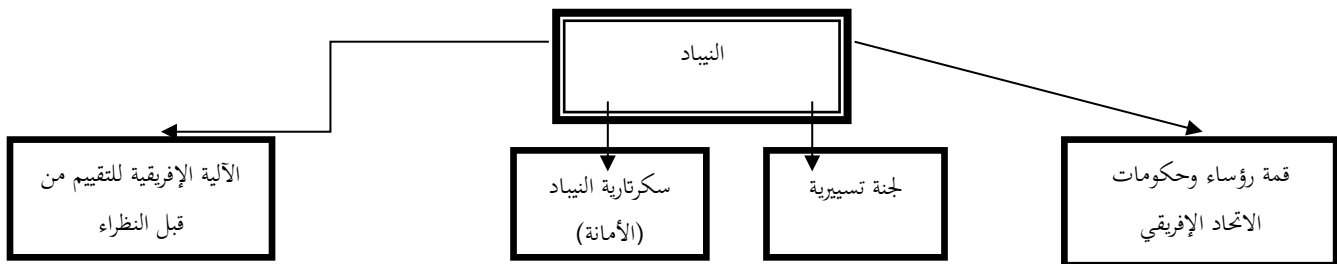 النيباد
قمة رؤساء وحكومات
الاتحاد الإفريقي
لجنة تسييرية
سكرتارية النيباد
(الأمانة)
الآلية الإفريقية للتقييم من
قبل النظراء